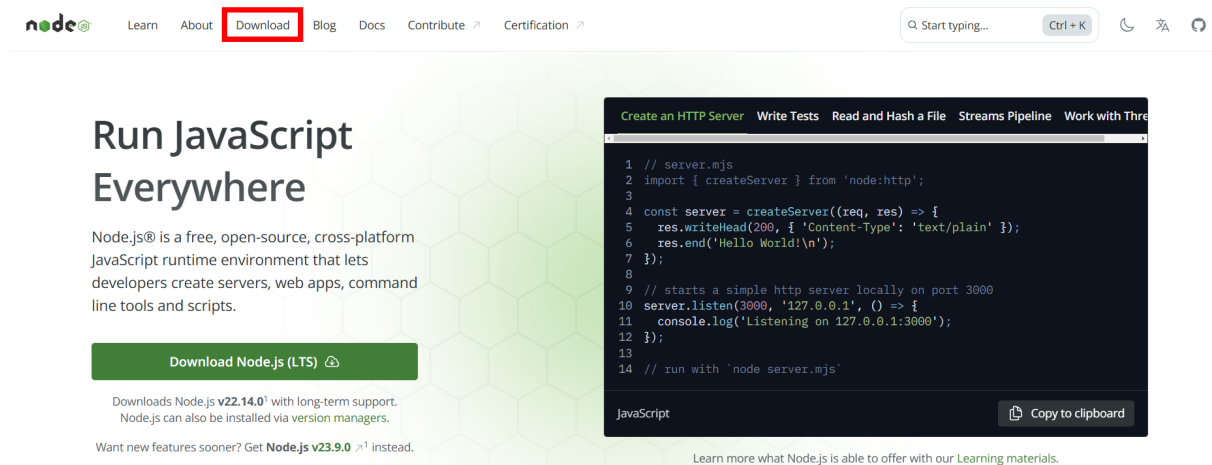 node Learn About Download Blog Docs Contribute ↗ Certification ↗ Start typing... Ctrl + K
Run JavaScript
Everywhere
Node.js® is a free, open-source, cross-platform
JavaScript runtime environment that lets
developers create servers, web apps, command
line tools and scripts.
Download Node.js (LTS)
Downloads Node.js v22.14.0¹ with long-term support.
Node.js can also be installed via version managers.
Want new features sooner? Get Node.js v23.9.0 ↗¹ instead.
Create an HTTP Server Write Tests Read and Hash a File Streams Pipeline Work with Thre
1 // server.mjs
2 import { createServer } from 'node:http';
3
4 const server = createServer((req, res) => {
5 res.writeHead(200, { 'Content-Type': 'text/plain' });
6 res.end('Hello World!\n');
7 });
8
9 // starts a simple http server locally on port 3000
10 server.listen(3000, '127.0.0.1', () => {
11 console.log('Listening on 127.0.0.1:3000');
12 });
13
14 // run with `node server.mjs`
JavaScript Copy to clipboard
Learn more what Node.js is able to offer with our Learning materials.